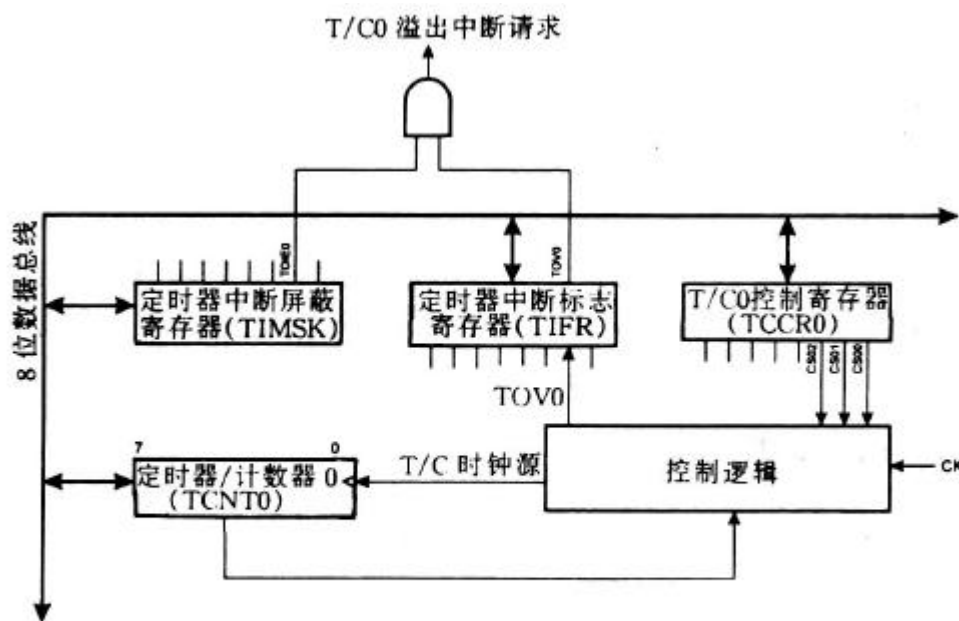 T/C0 溢出中断请求
8 位数据总线
TOIE0
TOV0
定时器中断屏蔽
寄存器(TIMSK)
定时器中断标志
寄存器(TIFR)
T/C0控制寄存器
(TCCR0)
CS02
CS01
CS00
TOV0
7
0
定时器/计数器 0
(TCNT0)
T/C 时钟源
控制逻辑
CK